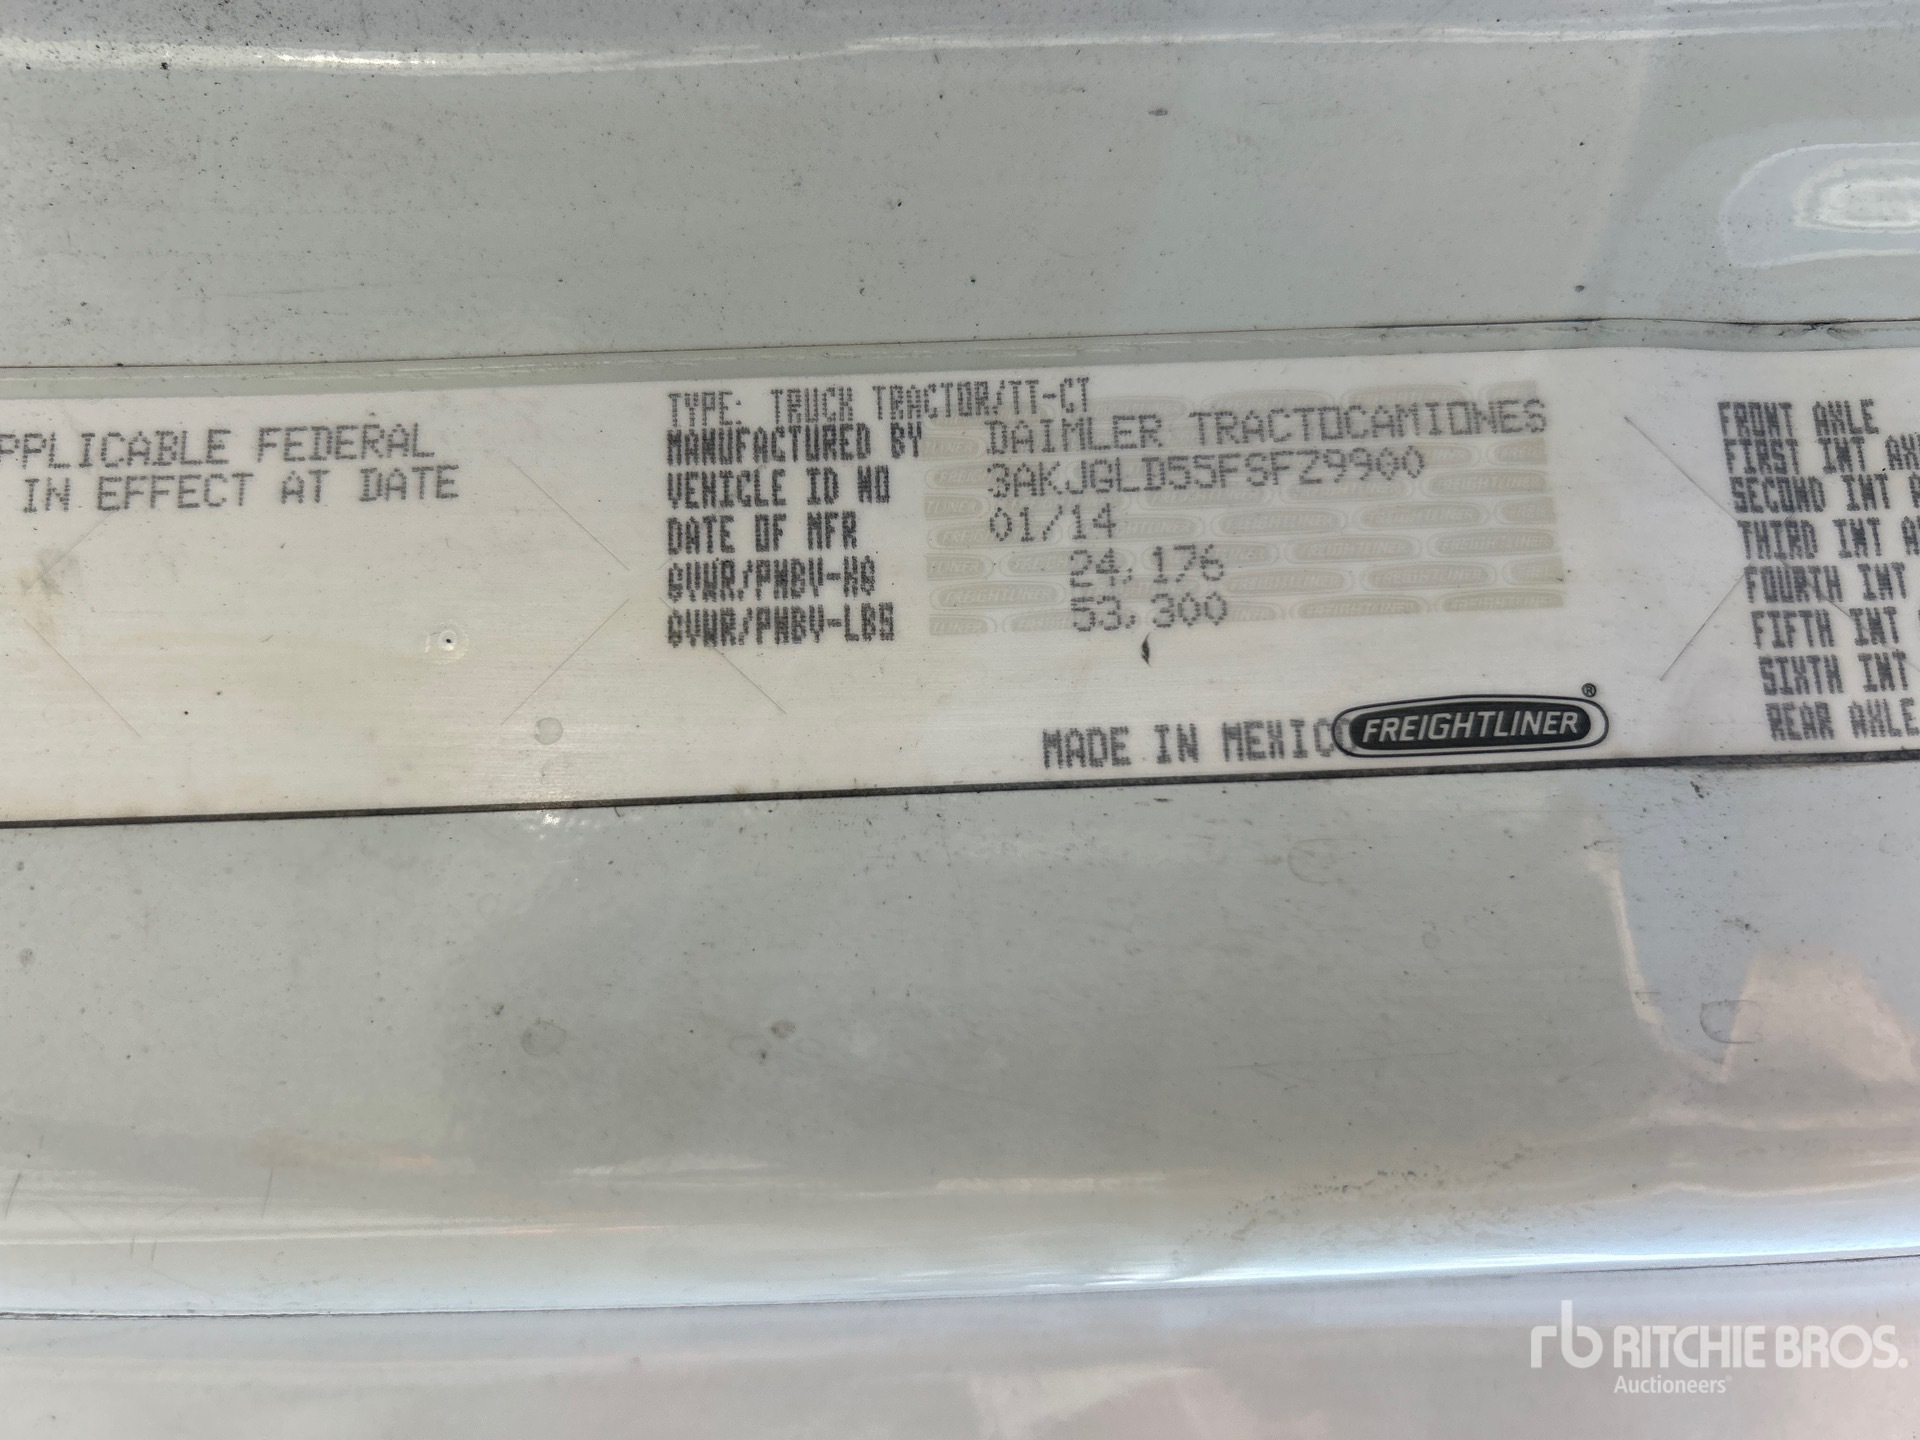 PPLICABLE FEDERAL
IN EFFECT AT DATE
TYPE: TRUCK TRACTOR/TT-CT
MANUFACTURED BY DAIMLER TRACTOCAMIONES
VEHICLE ID NO 3AKJGLD55FSFZ9900
DATE OF MFR 01/14
GVWR/PNBV-KG 24,176
GVWR/PNBV-LBS 53,300
MADE IN MEXICO
FREIGHTLINER®
FRONT AXLE
FIRST INT AX
SECOND INT A
THIRD INT A
FOURTH INT
FIFTH INT
SIXTH INT
REAR AXLE
rb RITCHIE BROS.
Auctioneers